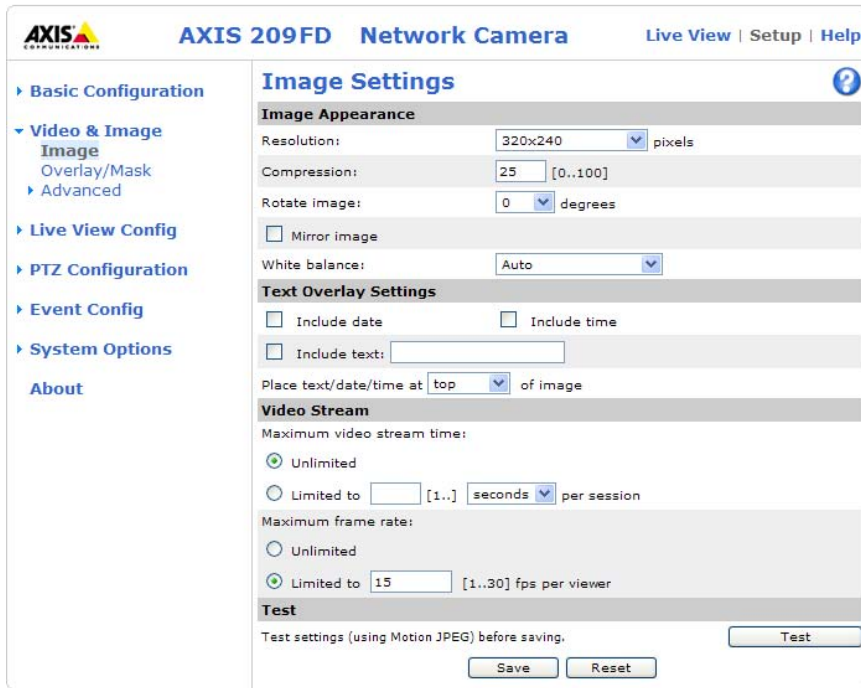 AXIS COMMUNICATIONS
AXIS 209FD Network Camera
Live View | Setup | Help
Basic Configuration
Video & Image
Image
Overlay/Mask
Advanced
Live View Config
PTZ Configuration
Event Config
System Options
About
Image Settings
?
Image Appearance
Resolution: 320x240 pixels
Compression: 25 [0..100]
Rotate image: 0 degrees
Mirror image
White balance: Auto
Text Overlay Settings
Include date Include time
Include text:
Place text/date/time at top of image
Video Stream
Maximum video stream time:
Unlimited
Limited to [1..] seconds per session
Maximum frame rate:
Unlimited
Limited to 15 [1..30] fps per viewer
Test
Test settings (using Motion JPEG) before saving. Test
Save Reset